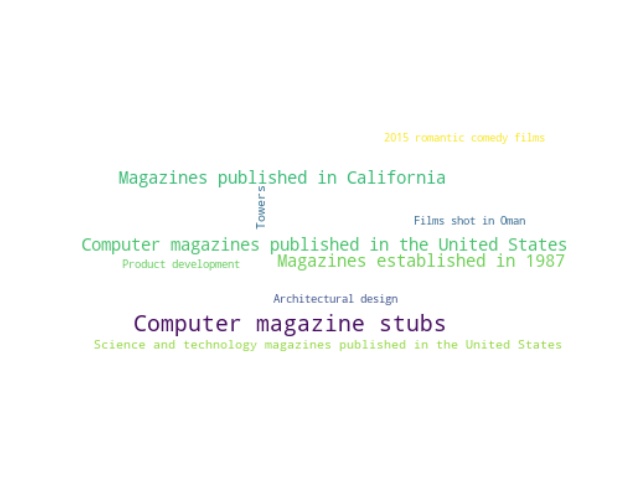 2015 romantic comedy films
Magazines published in California
Towers
Films shot in Oman
Computer magazines published in the United States
Magazines established in 1987
Product development
Architectural design
Computer magazine stubs
Science and technology magazines published in the United States